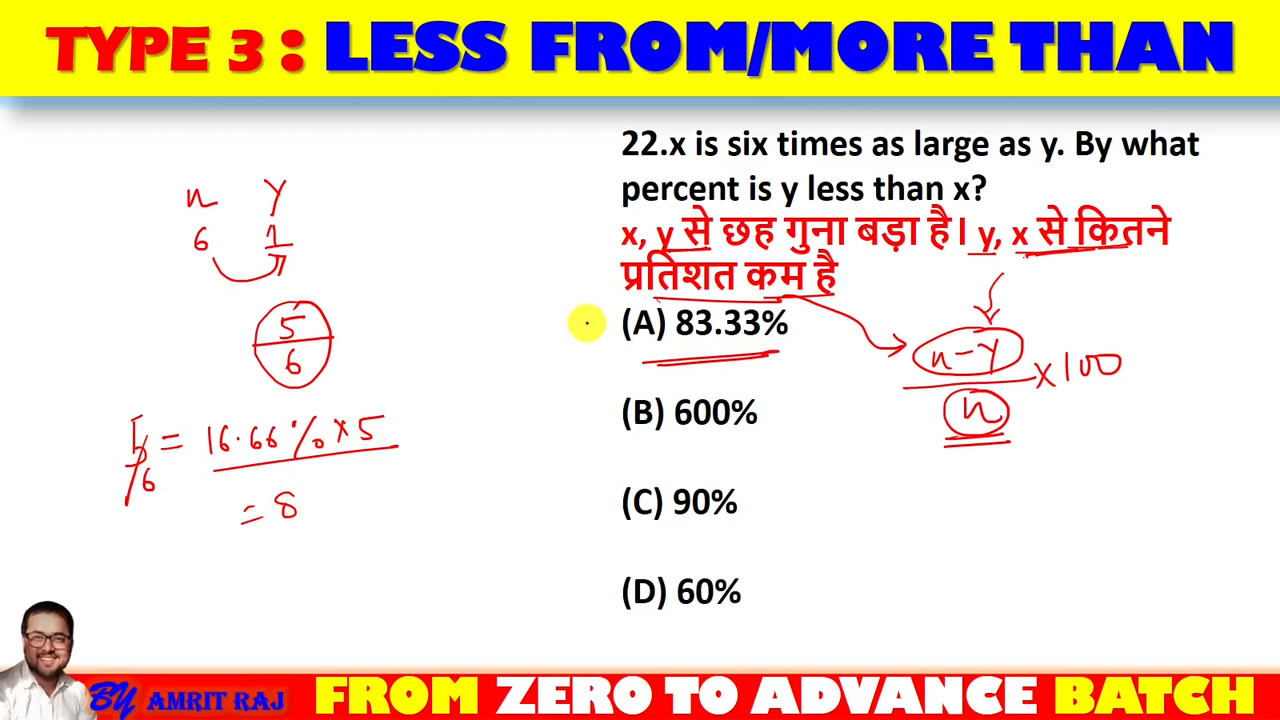 TYPE 3 : LESS FROM/MORE THAN
22.x is six times as large as y. By what
percent is y less than x?
x, y से छह गुना बड़ा है। y, x से कितने
प्रतिशत कम है
(A) 83.33%
(B) 600%
(C) 90%
(D) 60%
x y
6 1
5
6
5/6 = 16.66% x 5
= 8
x - y
x
x 100
BY AMRIT RAJ
FROM ZERO TO ADVANCE BATCH